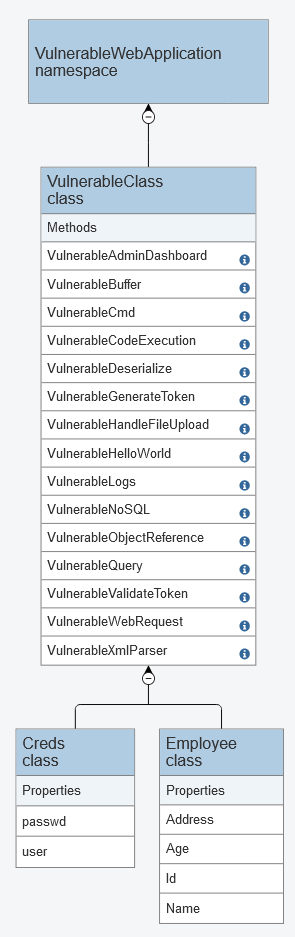 VulnerableWebApplication
namespace
VulnerableClass
class
Methods
VulnerableAdminDashboard
VulnerableBuffer
VulnerableCmd
VulnerableCodeExecution
VulnerableDeserialize
VulnerableGenerateToken
VulnerableHandleFileUpload
VulnerableHelloWorld
VulnerableLogs
VulnerableNoSQL
VulnerableObjectReference
VulnerableQuery
VulnerableValidateToken
VulnerableWebRequest
VulnerableXmlParser
Creds
class
Properties
passwd
user
Employee
class
Properties
Address
Age
Id
Name